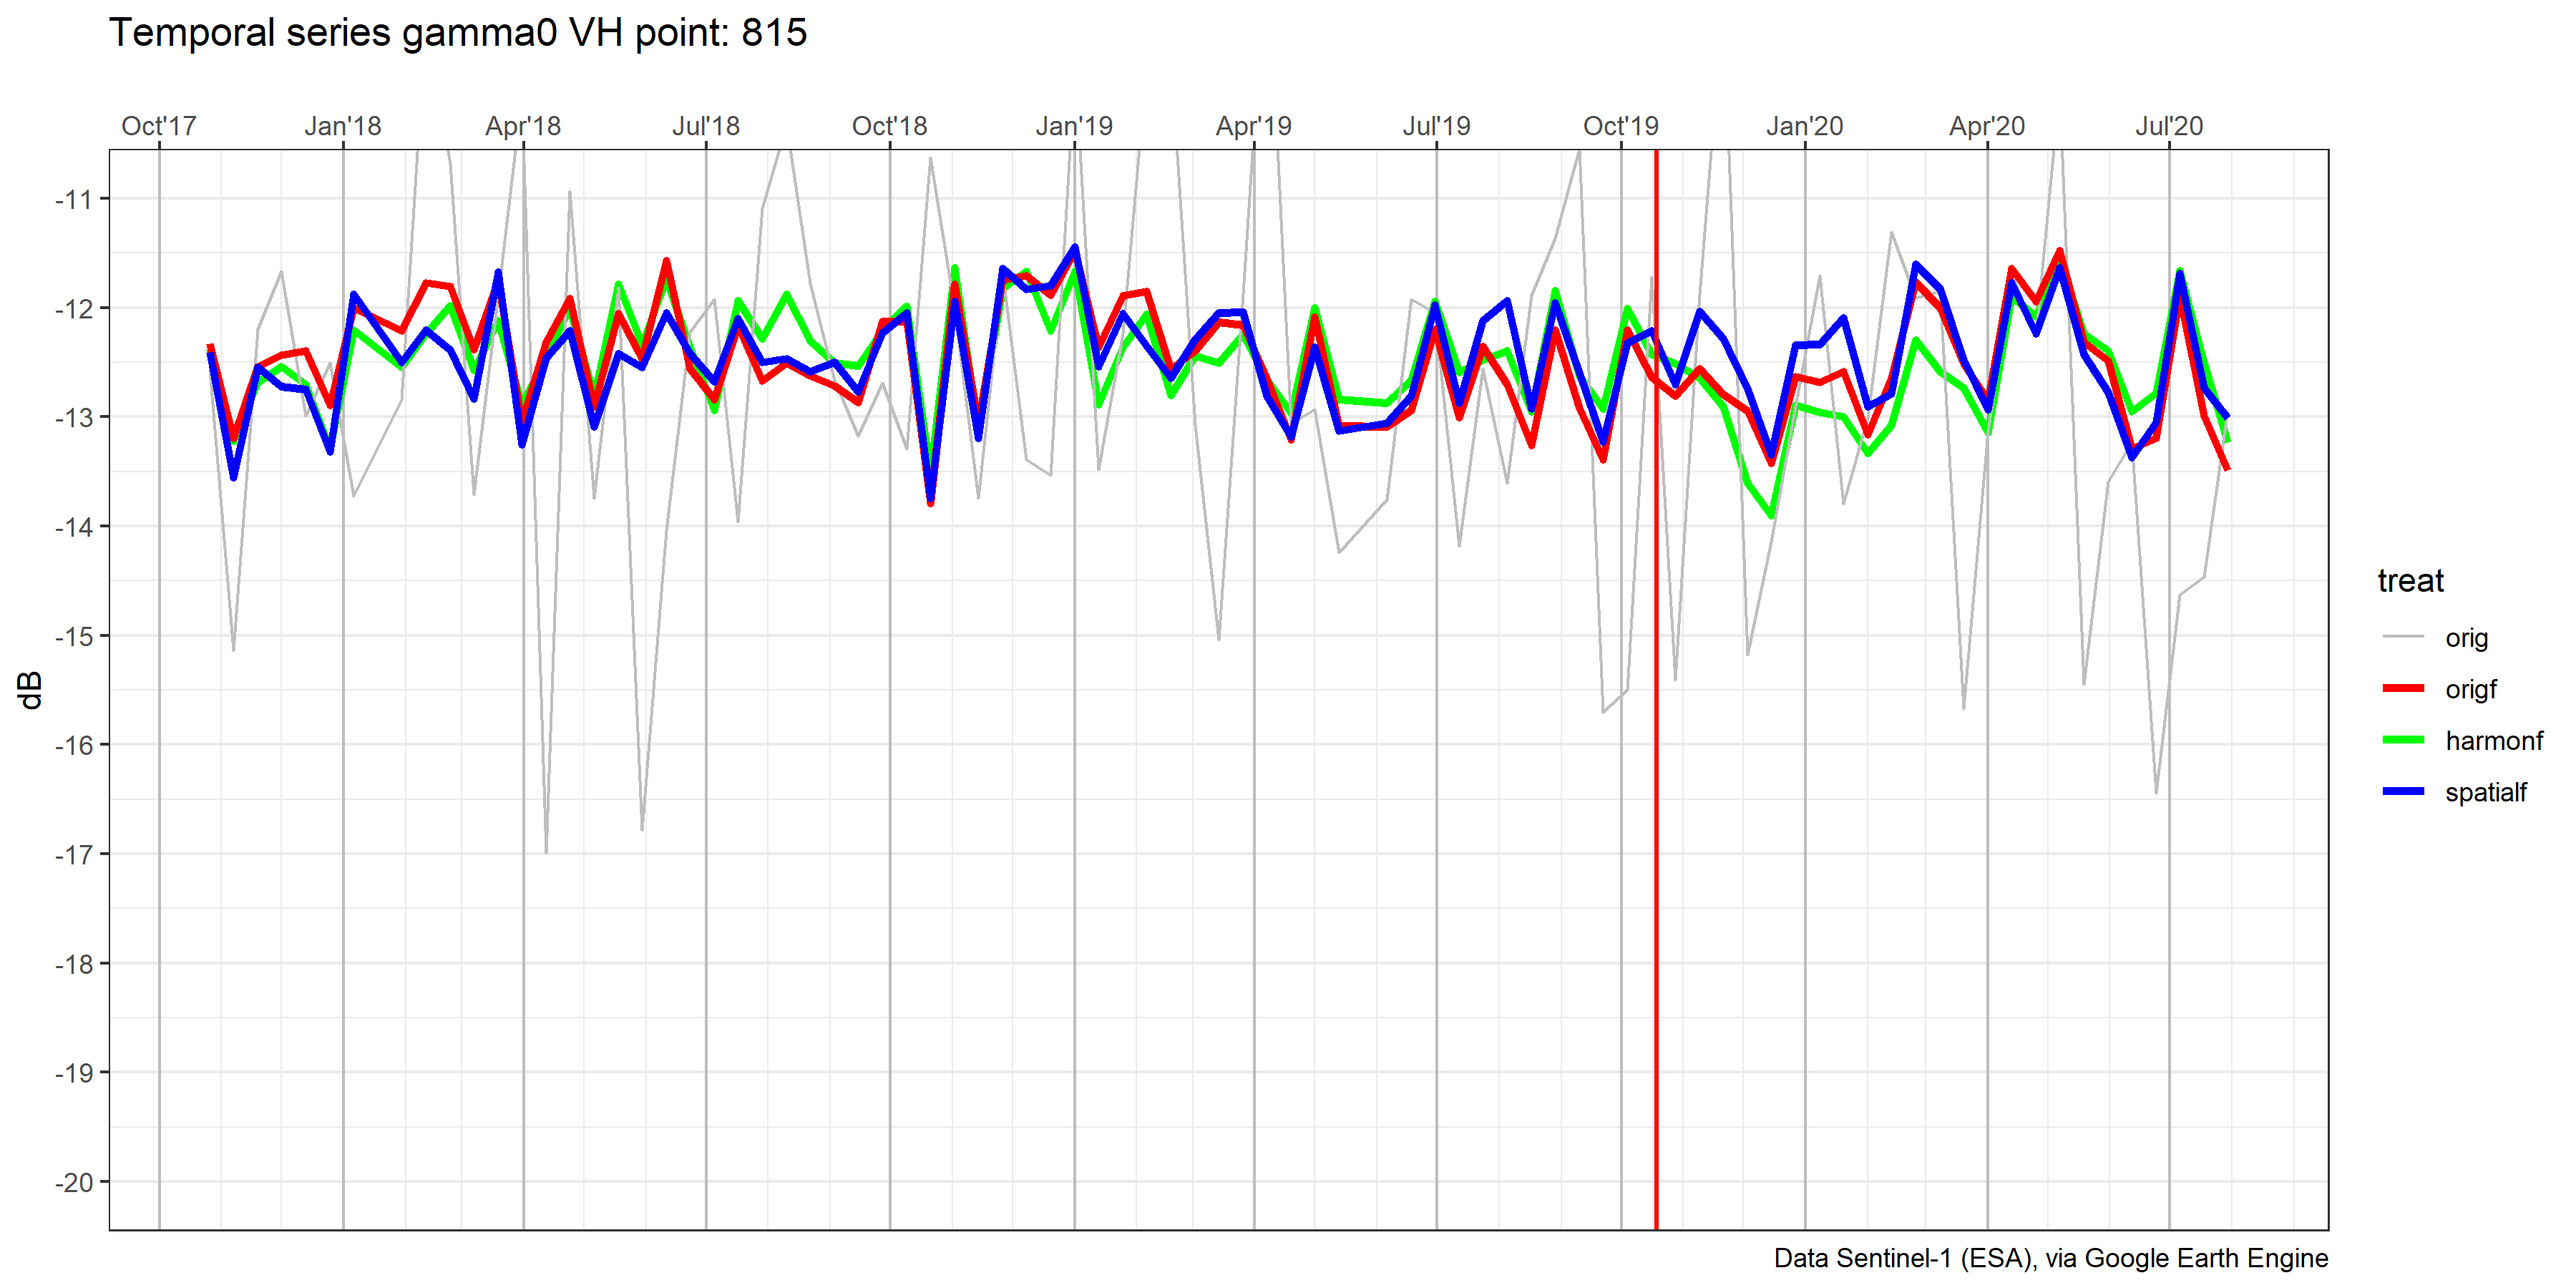 Temporal series gamma0 VH point: 815
Oct'17 Jan'18 Apr'18 Jul'18 Oct'18 Jan'19 Apr'19 Jul'19 Oct'19 Jan'20 Apr'20 Jul'20
-11
-12
-13
-14
-15
-16
-17
-18
-19
-20
dB
treat
orig
origf
harmonf
spatialf
Data Sentinel-1 (ESA), via Google Earth Engine